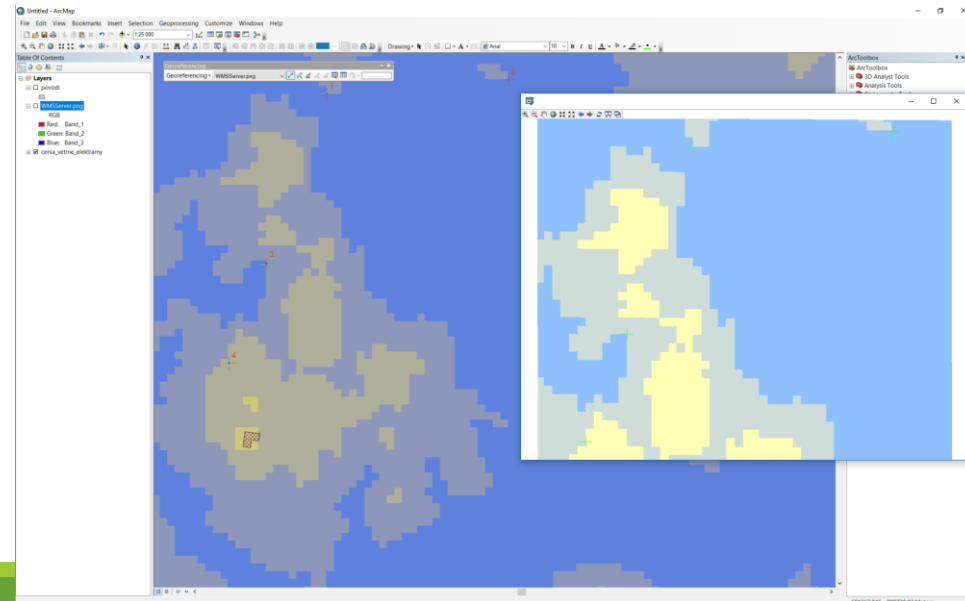 Untitled - ArcMap
File Edit View Bookmarks Insert Selection Geoprocessing Customize Windows Help
1:25 000
Drawing
Arial
10
B I U
Table Of Contents
Layers
povodi
WMSServer.png
RGB
Red: Band_1
Green: Band_2
Blue: Band_3
cenia_vetrne_elektrarny
Georeferencing
Georeferencing WMSServer.png
1
2
3
4
ArcToolbox
ArcToolbox
3D Analyst Tools
Analysis Tools